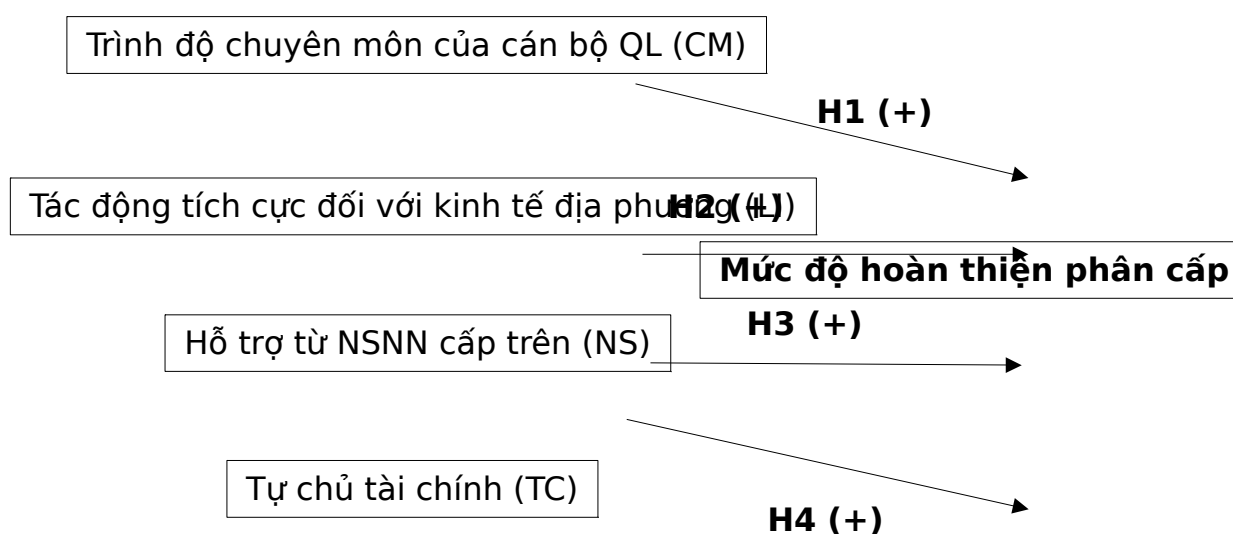 Trình độ chuyên môn của cán bộ QL (CM)
H1 (+)
Tác động tích cực đối với kinh tế địa phương (LI)
H2 (+)
Mức độ hoàn thiện phân cấp
H3 (+)
Hỗ trợ từ NSNN cấp trên (NS)
Tự chủ tài chính (TC)
H4 (+)